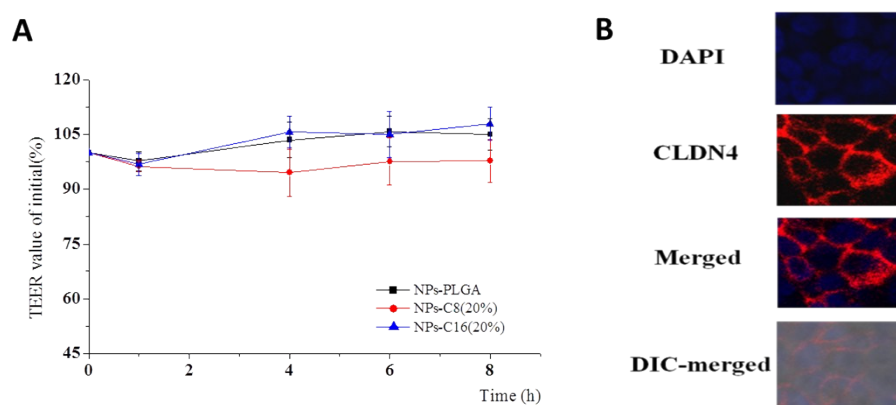 A
120
105
90
75
60
45
TEER value of initial(%)
NPs-PLGA
NPs-C8(20%)
NPs-C16(20%)
0 2 4 6 8
Time (h)
B
DAPI
CLDN4
Merged
DIC-merged